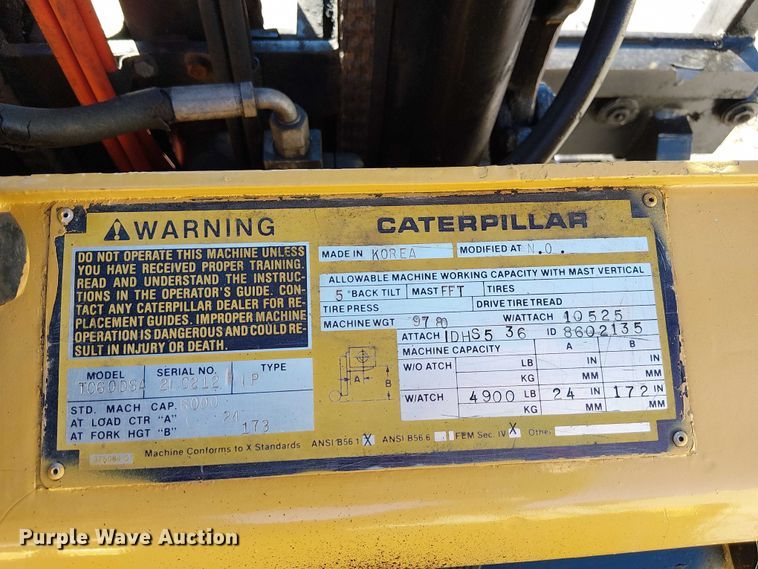 WARNING
DO NOT OPERATE THIS MACHINE UNLESS
YOU HAVE RECEIVED PROPER TRAINING.
READ AND UNDERSTAND THE INSTRUC-
TIONS IN THE OPERATOR'S GUIDE. CON-
TACT ANY CATERPILLAR DEALER FOR RE-
PLACEMENT GUIDES. IMPROPER MACHINE
OPERATION IS DANGEROUS AND COULD RE-
SULT IN INJURY OR DEATH.
MODEL SERIAL NO. TYPE
P
STD. MACH CAP.
AT LOAD CTR "A" 24
AT FORK HGT "B" 173
CATERPILLAR
MADE IN KOREA MODIFIED AT N.O.
ALLOWABLE MACHINE WORKING CAPACITY WITH MAST VERTICAL
5 °BACK TILT MAST FFT TIRES
TIRE PRESS DRIVE TIRE TREAD
MACHINE WGT W/ATTACH 10525
ATTACH IDHS5 36 ID 8602135
MACHINE CAPACITY A B
W/O ATCH LB IN IN
KG MM MM
W/ATCH 4900 LB 24 IN 172 IN
KG MM MM
A
B
Machine Conforms to X Standards ANSI B56.1 X ANSI B56.6 FEM Sec. IV X Other
Purple Wave Auction